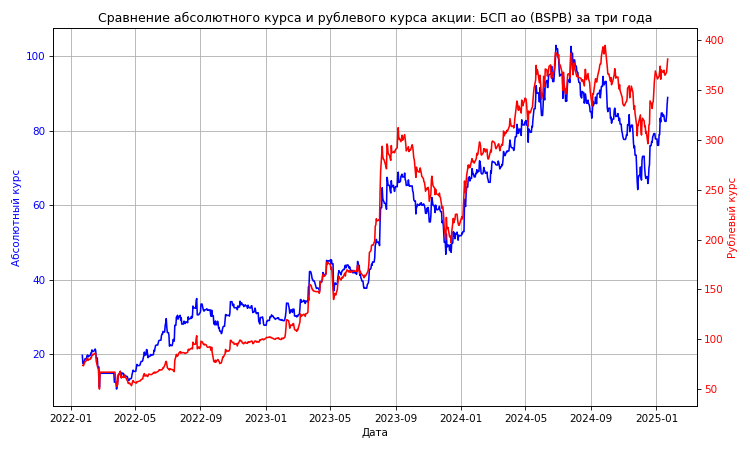 Сравнение абсолютного курса и рублевого курса акции: БСП ао (BSPB) за три года
Абсолютный курс
100
80
60
40
20
400
350
300
250
200
150
100
50
Рублевый курс
2022-01 2022-05 2022-09 2023-01 2023-05 2023-09 2024-01 2024-05 2024-09 2025-01
Дата